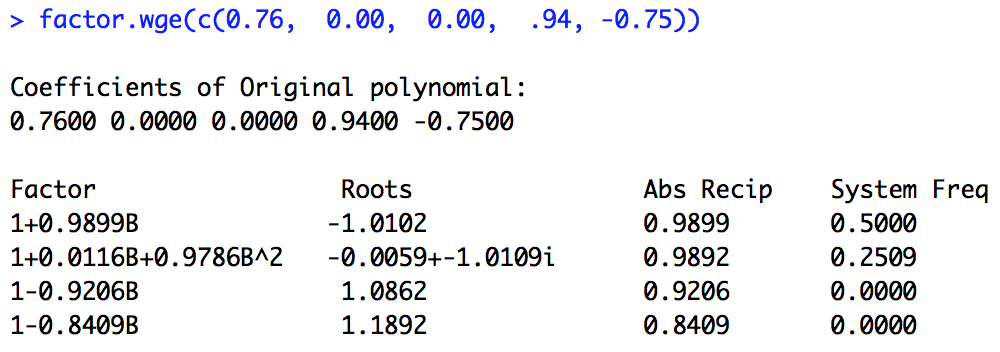 > factor.wge(c(0.76, 0.00, 0.00, .94, -0.75))
Coefficients of Original polynomial:
0.7600 0.0000 0.0000 0.9400 -0.7500
Factor Roots Abs Recip System Freq
1+0.9899B -1.0102 0.9899 0.5000
1+0.0116B+0.9786B^2 -0.0059+-1.0109i 0.9892 0.2509
1-0.9206B 1.0862 0.9206 0.0000
1-0.8409B 1.1892 0.8409 0.0000